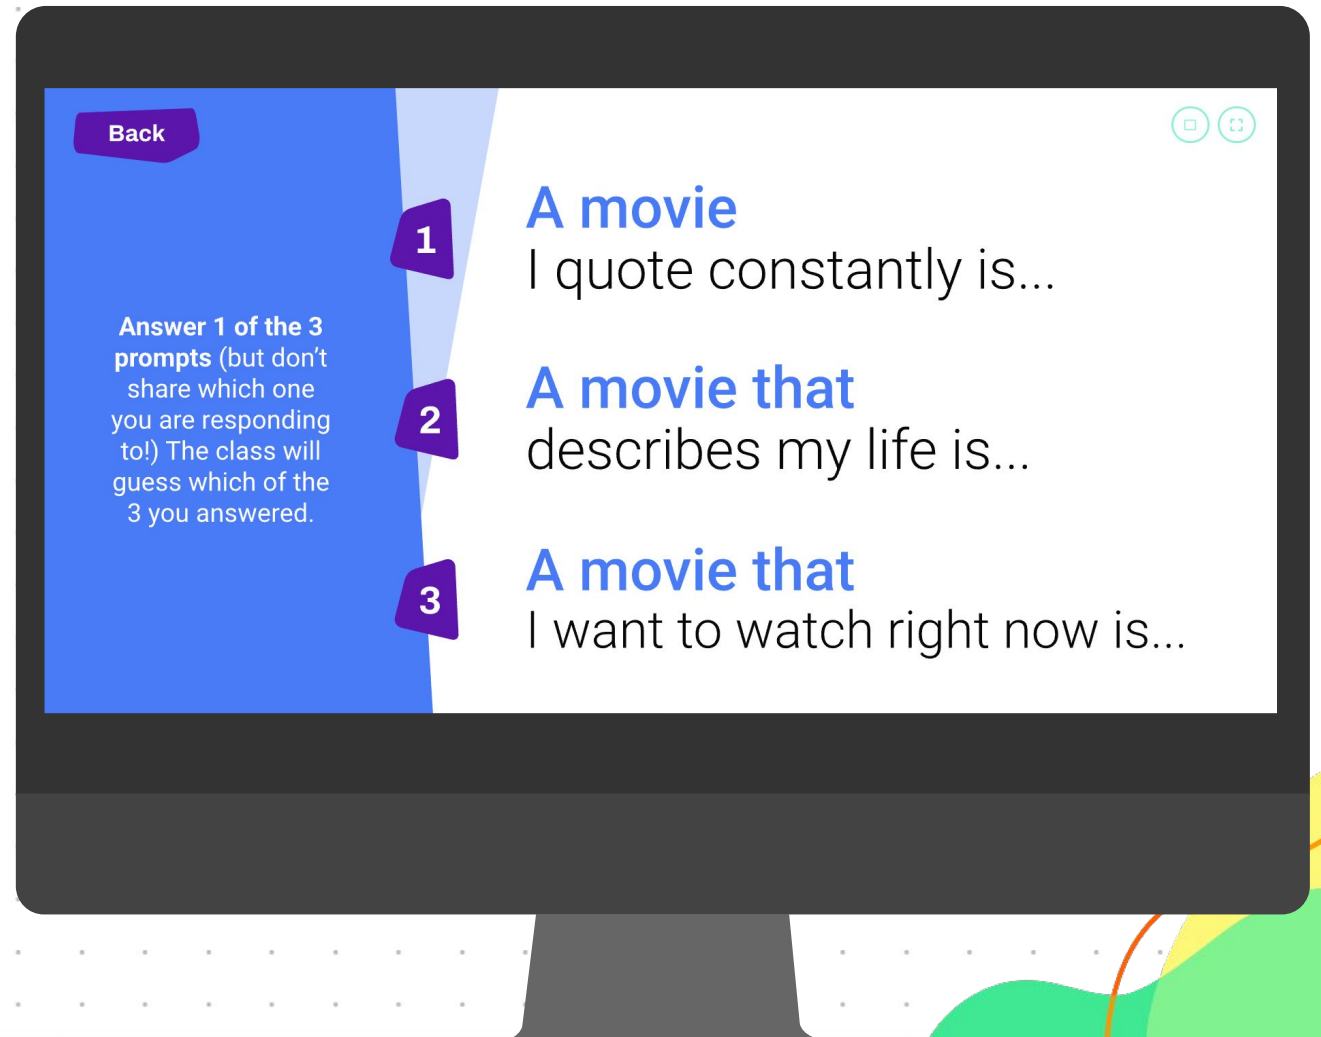 Back
Answer 1 of the 3
prompts (but don't
share which one
you are responding
to!) The class will
guess which of the
3 you answered.
1
A movie
I quote constantly is...
2
A movie that
describes my life is...
3
A movie that
I want to watch right now is...